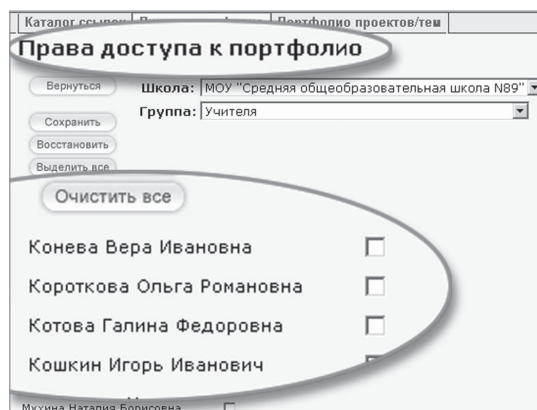 Каталог ссылок Портфолио проектов/тем
Права доступа к портфолио
Вернуться
Школа: МОУ "Средняя общеобразовательная школа N89"
Группа: Учителя
Сохранить
Восстановить
Выделить все
Очистить все
Конева Вера Ивановна
Короткова Ольга Романовна
Котова Галина Федоровна
Кошкин Игорь Иванович
Мухина Наталия Борисовна